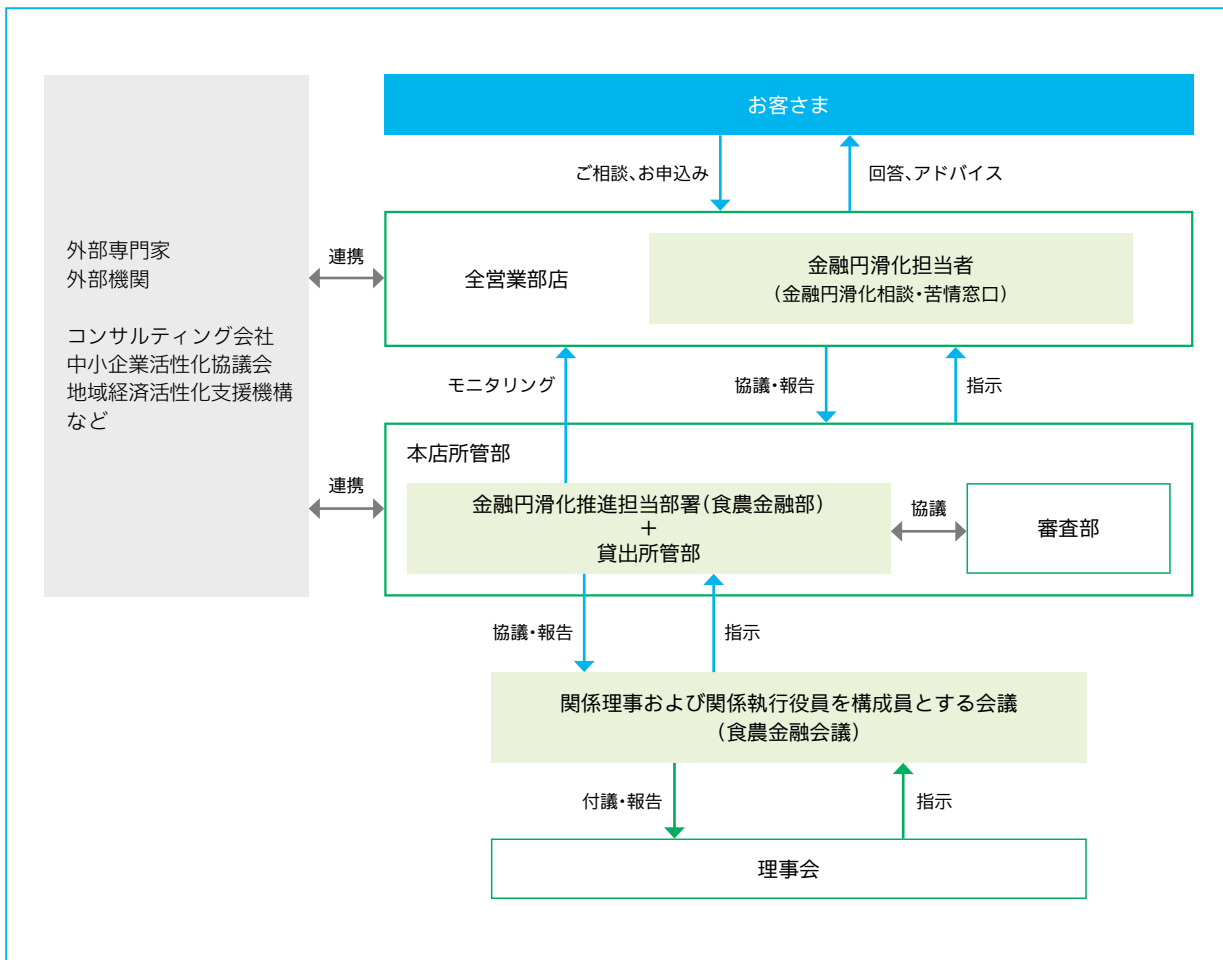 お客さま
ご相談、お申込み
回答、アドバイス
外部専門家
外部機関
コンサルティング会社
中小企業活性化協議会
地域経済活性化支援機構
など
連携
全営業部店
金融円滑化担当者
（金融円滑化相談・苦情窓口）
モニタリング
協議・報告
指示
本店所管部
連携
金融円滑化推進担当部署（食農金融部）
＋
貸出所管部
協議
審査部
協議・報告
指示
関係理事および関係執行役員を構成員とする会議
（食農金融会議）
付議・報告
指示
理事会